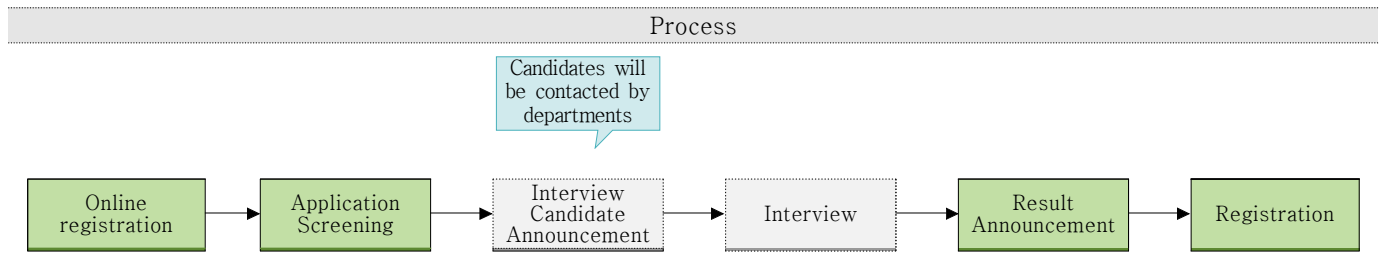 Process
Candidates will
be contacted by
departments
Online
registration
Application
Screening
Interview
Candidate
Announcement
Interview
Result
Announcement
Registration